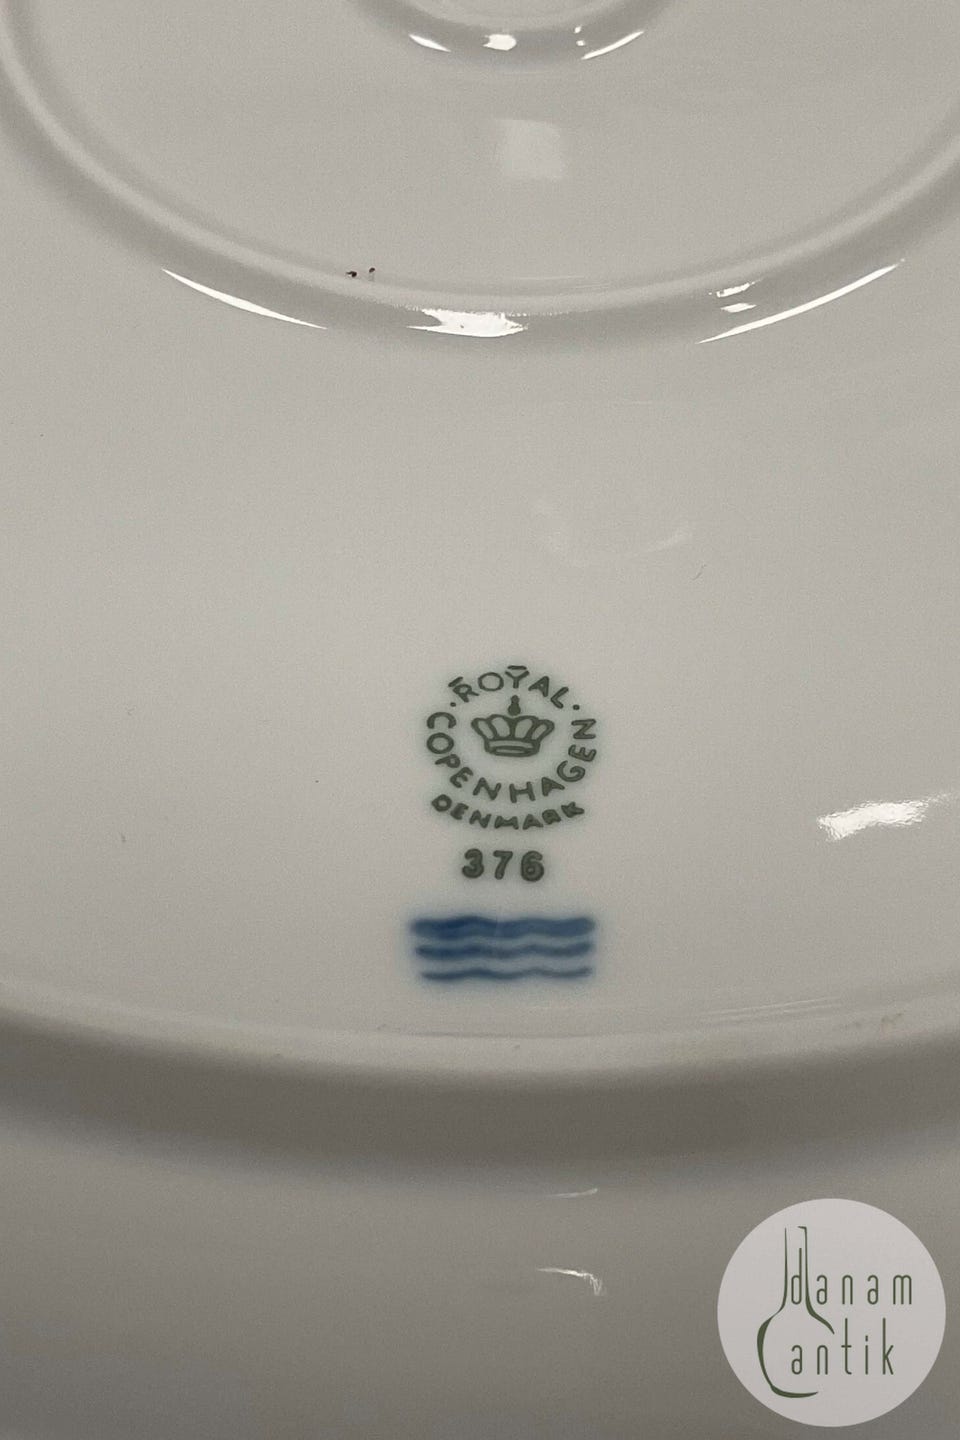 ROYAL
COPENHAGEN
DENMARK
376
danam
antik